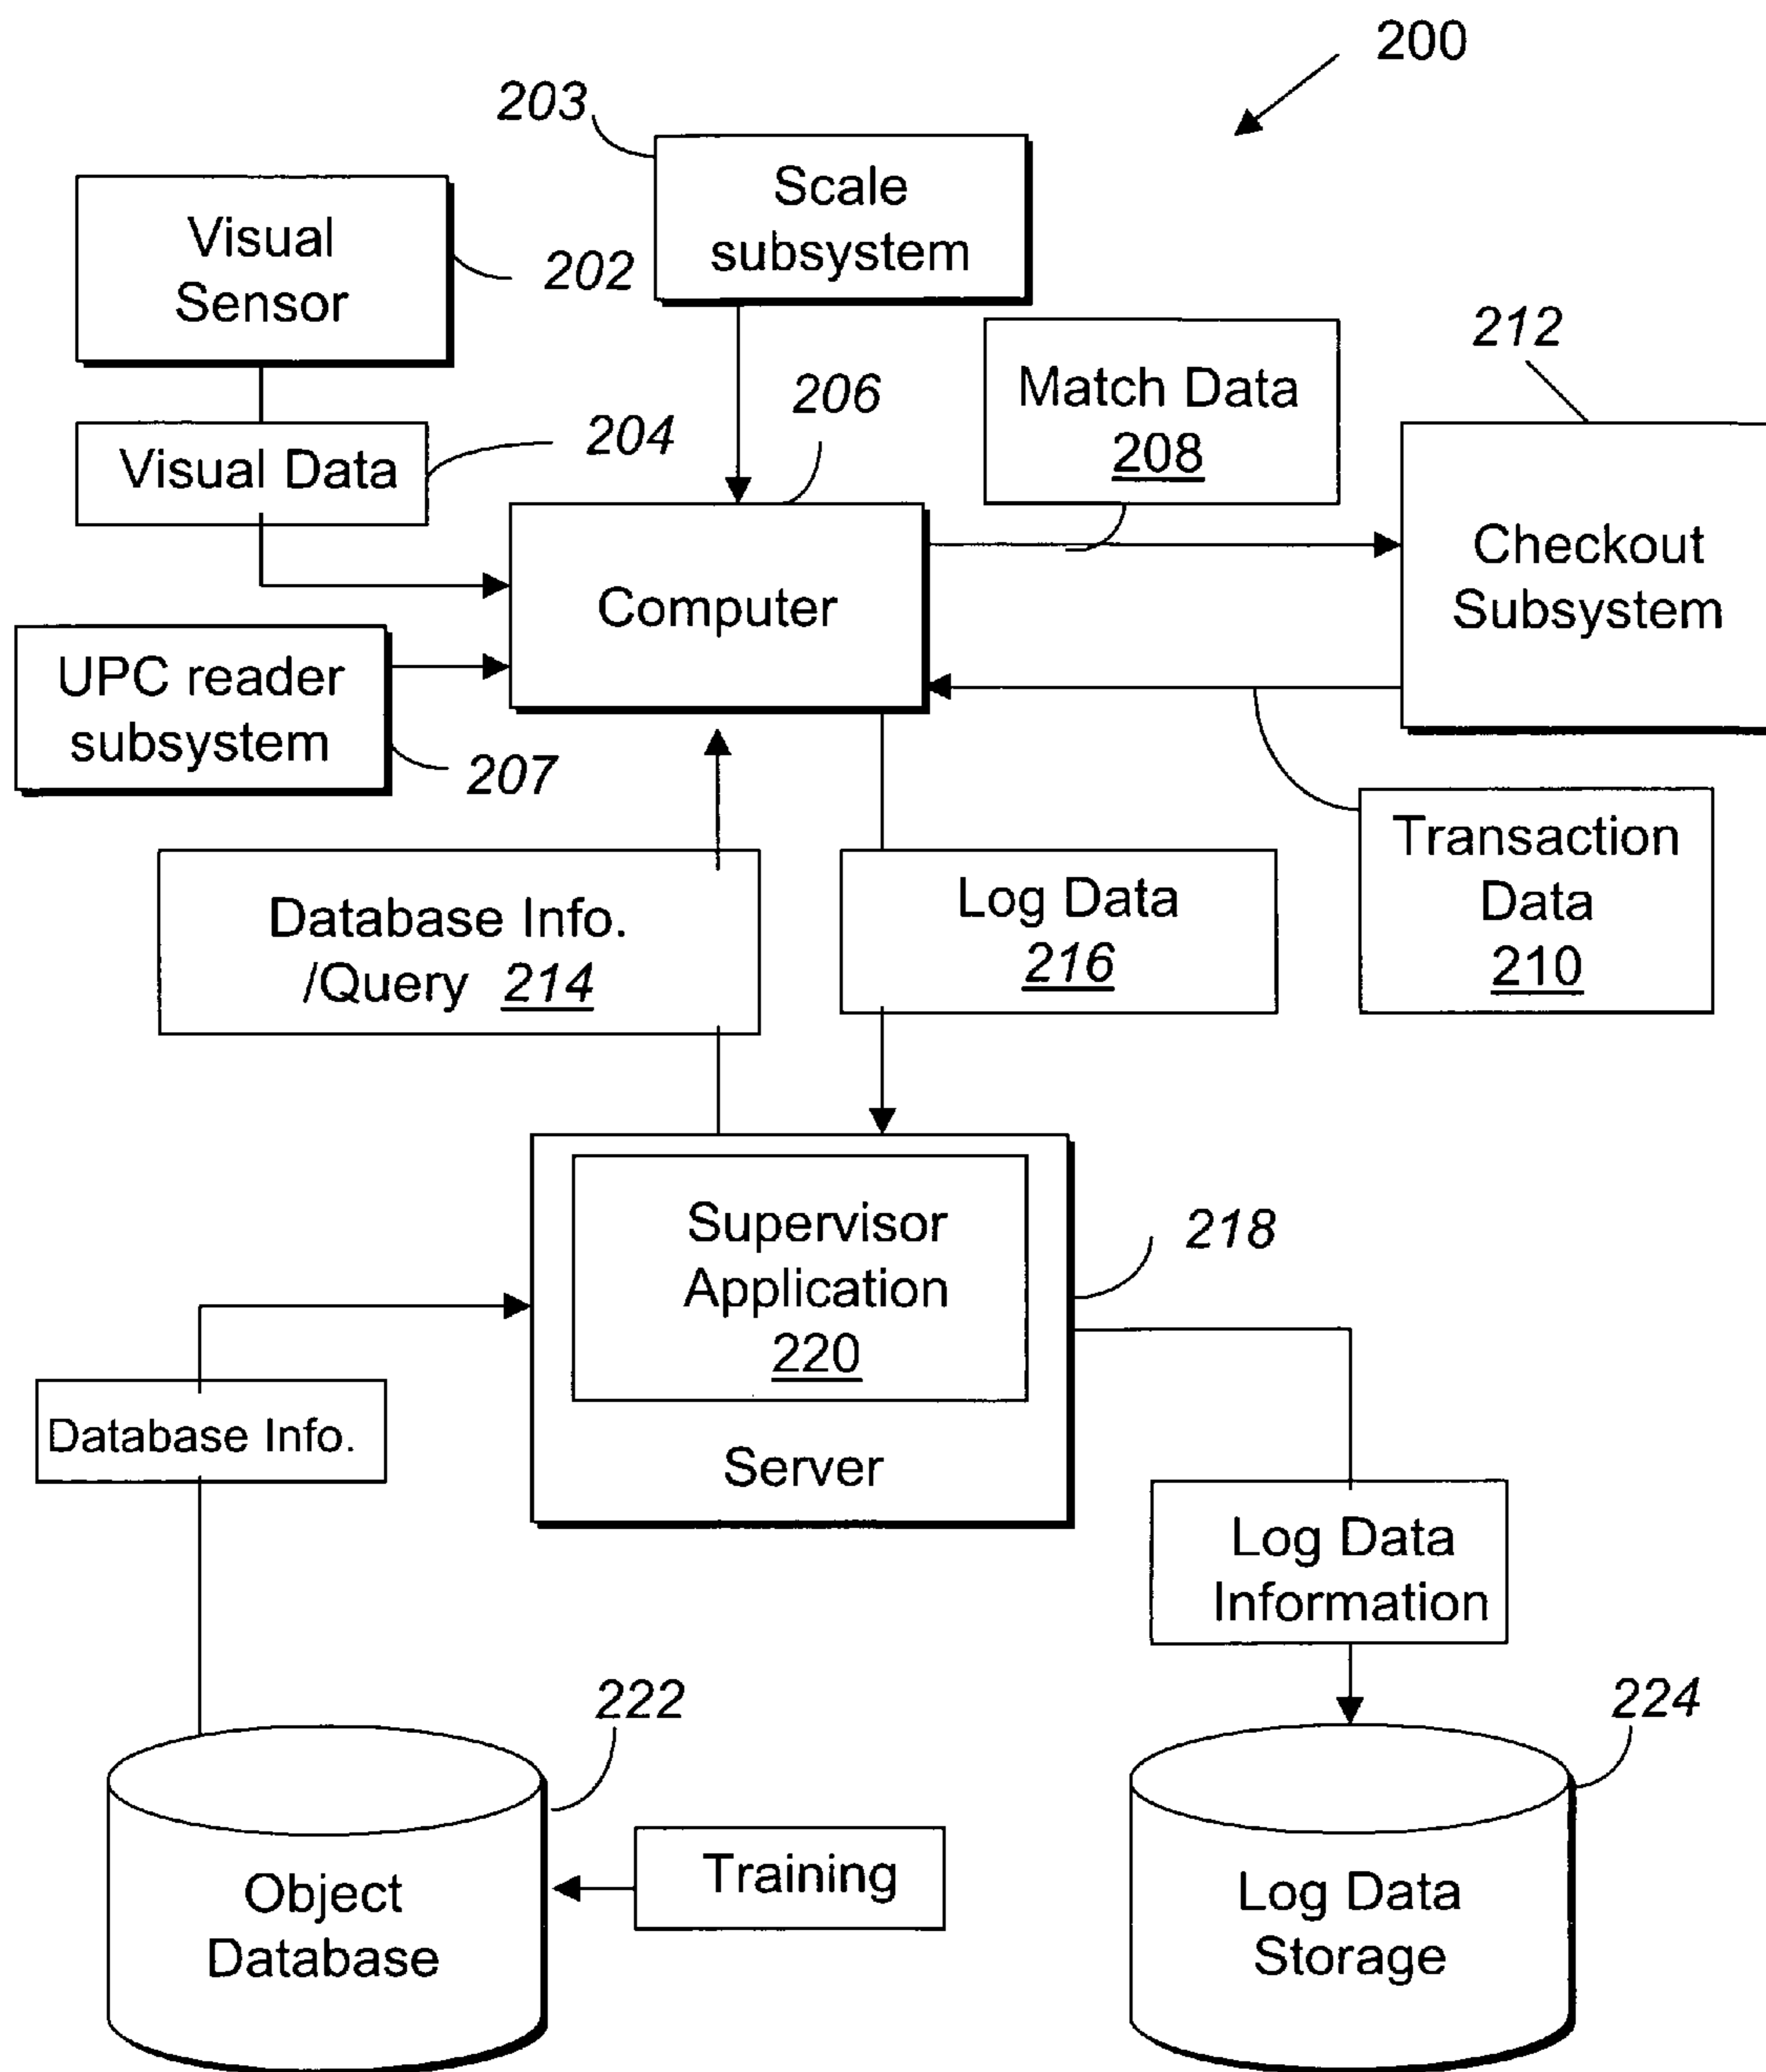 200
203
Scale
subsystem
Visual
Sensor
202
212
Match Data
208
206
204
Visual Data
Checkout
Subsystem
Computer
UPC reader
subsystem
207
Transaction
Data
210
Database Info.
/Query 214
Log Data
216
Supervisor
Application
220
218
Database Info.
Server
Log Data
Information
222
224
Training
Object
Database
Log Data
Storage